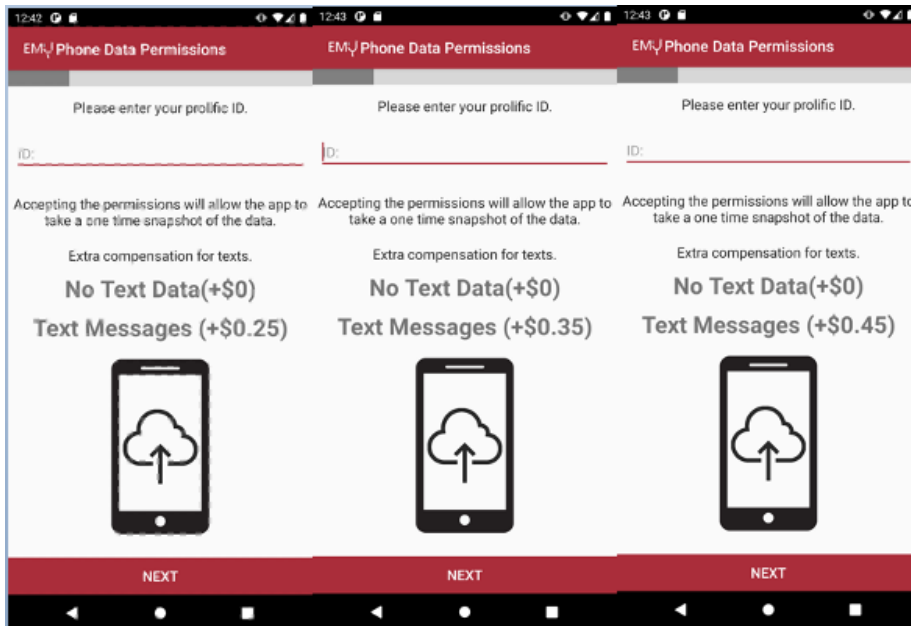 12:42
EMU Phone Data Permissions
Please enter your prolific ID.
ID:
Accepting the permissions will allow the app to
take a one time snapshot of the data.
Extra compensation for texts.
No Text Data(+$0)
Text Messages (+$0.25)
NEXT
12:43
EMU Phone Data Permissions
Please enter your prolific ID.
ID:
Accepting the permissions will allow the app to
take a one time snapshot of the data.
Extra compensation for texts.
No Text Data(+$0)
Text Messages (+$0.35)
NEXT
12:43
EMU Phone Data Permissions
Please enter your prolific ID.
ID:
Accepting the permissions will allow the app to
take a one time snapshot of the data.
Extra compensation for texts.
No Text Data(+$0)
Text Messages (+$0.45)
NEXT